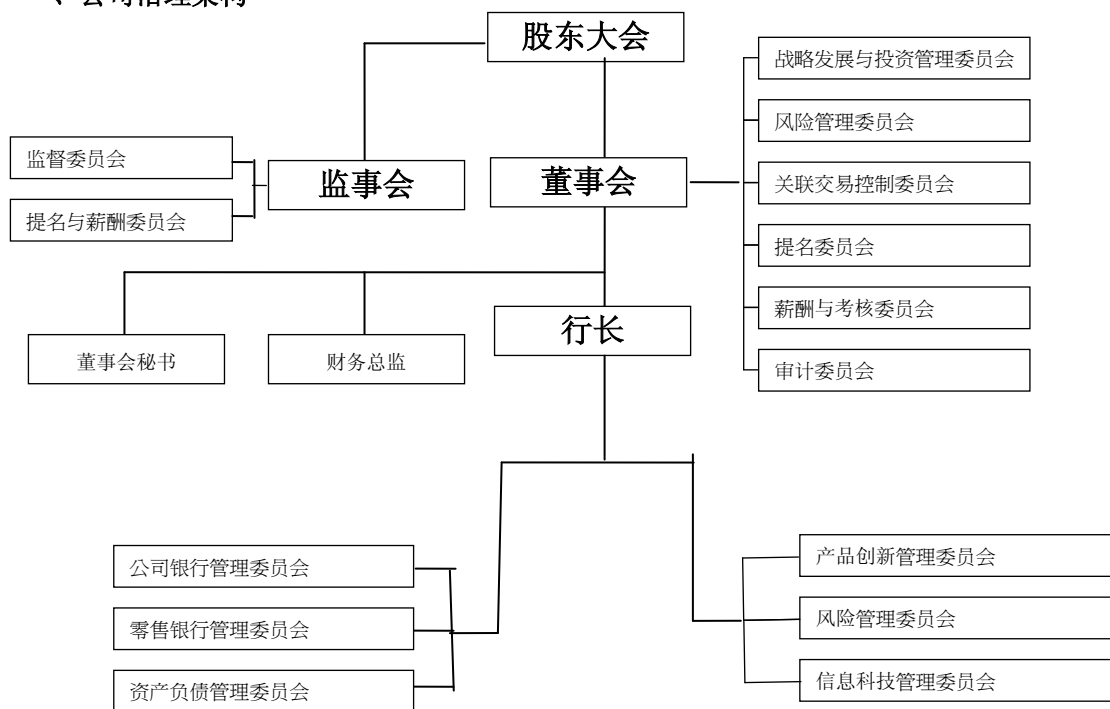 、公司治理架构
股东大会
战略发展与投资管理委员会
风险管理委员会
监督委员会
监事会
董事会
关联交易控制委员会
提名与薪酬委员会
提名委员会
行长
薪酬与考核委员会
董事会秘书
财务总监
审计委员会
公司银行管理委员会
产品创新管理委员会
零售银行管理委员会
风险管理委员会
资产负债管理委员会
信息科技管理委员会